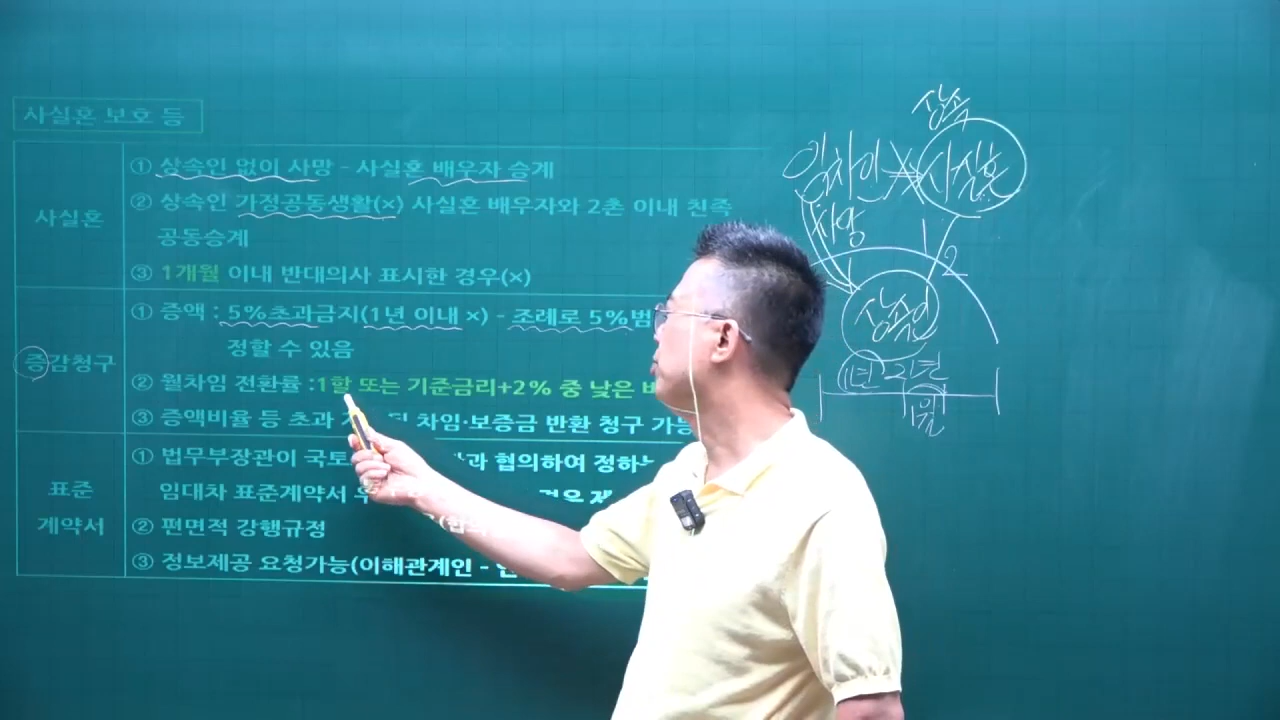 사실혼 보호 등
사실혼
① 상속인 없이 사망 - 사실혼 배우자 승계
② 상속인 가정공동생활(×) 사실혼 배우자와 2촌 이내 친족
공동승계
③ 1개월 이내 반대의사 표시한 경우(×)
증감청구
① 증액 : 5%초과금지(1년 이내 ×) - 조례로 5%범
정할 수 있음
② 월차임 전환률 :1할 또는 기준금리+2% 중 낮은
③ 증액비율 등 초과 차임·보증금 반환 청구 가능
표준
계약서
① 법무부장관이 국토 협의하여 정하는
임대차 표준계약서
② 편면적 강행규정
③ 정보제공 요청가능(이해관계인 -
상속
임차인 사실혼
사망
1 2
상속인
1년 2년
1월